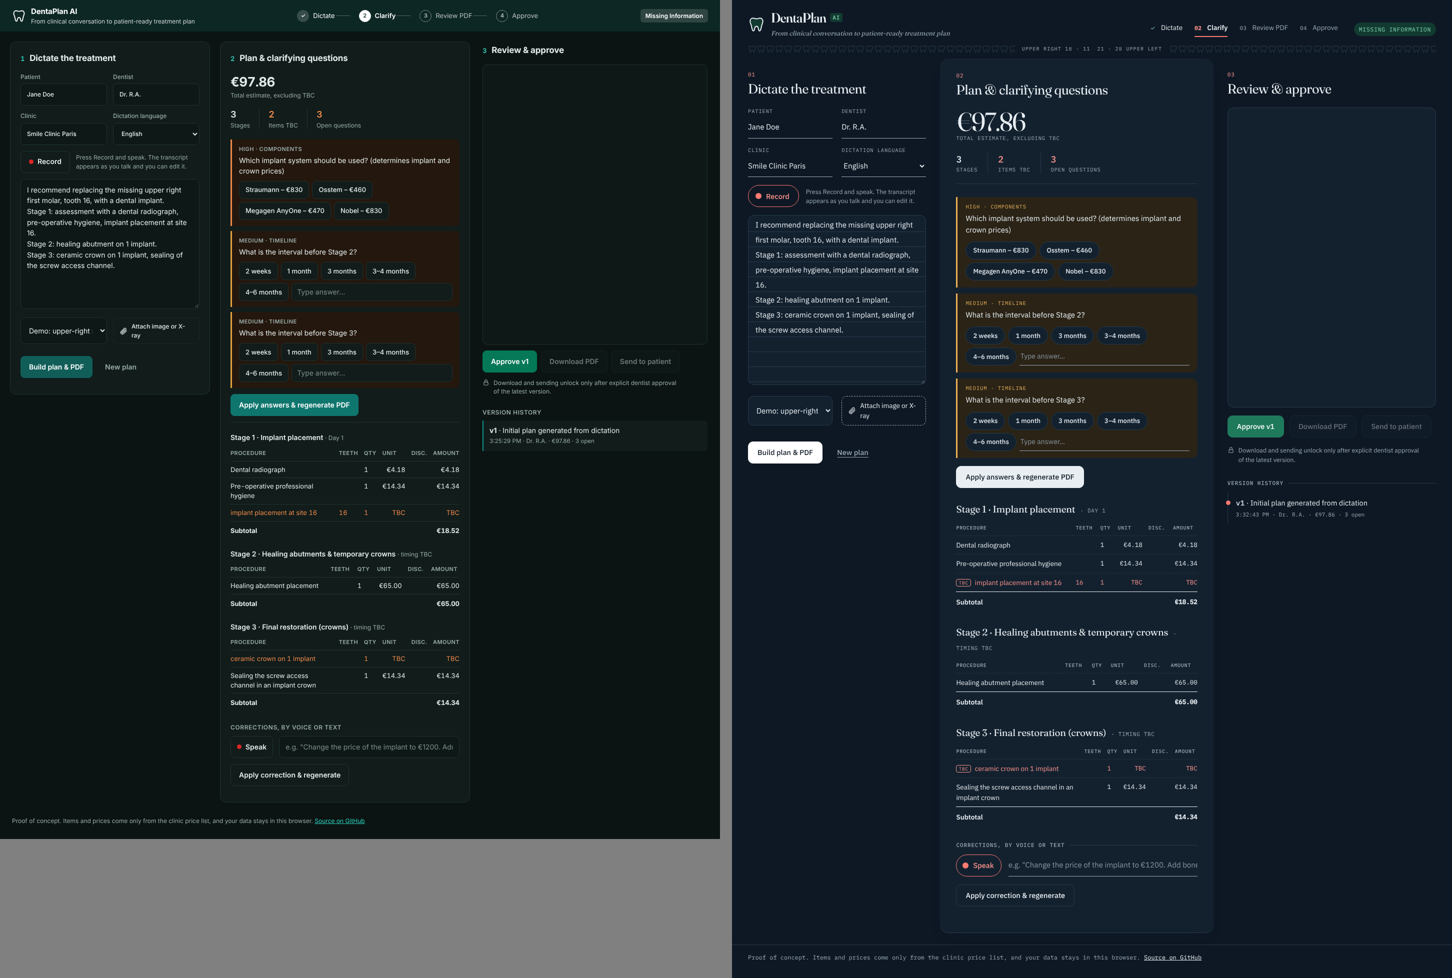 DentaPlan AI
From clinical conversation to patient-ready treatment plan
Dictate
2 Clarify
3 Review PDF
4 Approve
Missing Information
1 Dictate the treatment
Patient
Dentist
Jane Doe
Dr. R.A.
Clinic
Dictation language
Smile Clinic Paris
English
Record
Press Record and speak. The transcript
appears as you talk and you can edit it.
I recommend replacing the missing upper right
first molar, tooth 16, with a dental implant.
Stage 1: assessment with a dental radiograph,
pre-operative hygiene, implant placement at site
16.
Stage 2: healing abutment on 1 implant.
Stage 3: ceramic crown on 1 implant, sealing of
the screw access channel.
Demo: upper-right
Attach image or X-
ray
Build plan & PDF
New plan
2 Plan & clarifying questions
€97.86
Total estimate, excluding TBC
3
Stages
2
Items TBC
3
Open questions
HIGH · COMPONENTS
Which implant system should be used? (determines implant and
crown prices)
Straumann – €830
Osstem – €460
Megagen AnyOne – €470
Nobel – €830
MEDIUM · TIMELINE
What is the interval before Stage 2?
2 weeks
1 month
3 months
3–4 months
4–6 months
Type answer...
MEDIUM · TIMELINE
What is the interval before Stage 3?
2 weeks
1 month
3 months
3–4 months
4–6 months
Type answer...
Apply answers & regenerate PDF
Stage 1 · Implant placement · Day 1
PROCEDURE TEETH QTY UNIT DISC. AMOUNT
Dental radiograph 1 €4.18 €4.18
Pre-operative professional
hygiene 1 €14.34 €14.34
implant placement at site 16 16 1 TBC TBC
Subtotal €18.52
Stage 2 · Healing abutments & temporary crowns · timing TBC
PROCEDURE TEETH QTY UNIT DISC. AMOUNT
Healing abutment placement 1 €65.00 €65.00
Subtotal €65.00
Stage 3 · Final restoration (crowns) · timing TBC
PROCEDURE TEETH QTY UNIT DISC. AMOUNT
ceramic crown on 1 implant 1 TBC TBC
Sealing the screw access
channel in an implant crown 1 €14.34 €14.34
Subtotal €14.34
CORRECTIONS, BY VOICE OR TEXT
Speak
e.g. "Change the price of the implant to €1200. Add
Apply correction & regenerate
3 Review & approve
Approve v1
Download PDF
Send to patient
Download and sending unlock only after explicit dentist approval
of the latest version.
VERSION HISTORY
v1 · Initial plan generated from dictation
3:25:29 PM · Dr. R.A. · €97.86 · 3 open
Proof of concept. Items and prices come only from the clinic price list, and your data stays in this browser. Source on GitHub
DentaPlan AI
From clinical conversation to patient-ready treatment plan
Dictate
02 Clarify
03 Review PDF
04 Approve
MISSING INFORMATION
UPPER RIGHT 18 - 11 21 - 28 UPPER LEFT
01
Dictate the treatment
PATIENT
DENTIST
Jane Doe
Dr. R.A.
CLINIC
DICTATION LANGUAGE
Smile Clinic Paris
English
Record
Press Record and speak. The transcript
appears as you talk and you can edit it.
I recommend replacing the missing upper right
first molar, tooth 16, with a dental implant.
Stage 1: assessment with a dental radiograph,
pre-operative hygiene, implant placement at site
16.
Stage 2: healing abutment on 1 implant.
Stage 3: ceramic crown on 1 implant, sealing of
the screw access channel.
Demo: upper-right
Attach image or X-
ray
Build plan & PDF
New plan
02
Plan & clarifying questions
€97.86
TOTAL ESTIMATE, EXCLUDING TBC
3
STAGES
2
ITEMS TBC
3
OPEN QUESTIONS
HIGH · COMPONENTS
Which implant system should be used? (determines implant and
crown prices)
Straumann – €830
Osstem – €460
Megagen AnyOne – €470
Nobel – €830
MEDIUM · TIMELINE
What is the interval before Stage 2?
2 weeks
1 month
3 months
3–4 months
4–6 months
Type answer...
MEDIUM · TIMELINE
What is the interval before Stage 3?
2 weeks
1 month
3 months
3–4 months
4–6 months
Type answer...
Apply answers & regenerate PDF
Stage 1 · Implant placement · DAY 1
PROCEDURE TEETH QTY UNIT DISC. AMOUNT
Dental radiograph 1 €4.18 €4.18
Pre-operative professional hygiene 1 €14.34 €14.34
TBC implant placement at site 16 16 1 TBC TBC
Subtotal €18.52
Stage 2 · Healing abutments & temporary crowns ·
TIMING TBC
PROCEDURE TEETH QTY UNIT DISC. AMOUNT
Healing abutment placement 1 €65.00 €65.00
Subtotal €65.00
Stage 3 · Final restoration (crowns) · TIMING TBC
PROCEDURE TEETH QTY UNIT DISC. AMOUNT
TBC ceramic crown on 1 implant 1 TBC TBC
Sealing the screw access channel in an
implant crown 1 €14.34 €14.34
Subtotal €14.34
CORRECTIONS, BY VOICE OR TEXT
Speak
e.g. "Change the price of the implant to €1200. Add bone
Apply correction & regenerate
03
Review & approve
Approve v1
Download PDF
Send to patient
Download and sending unlock only after explicit dentist approval
of the latest version.
VERSION HISTORY
v1 · Initial plan generated from dictation
3:32:43 PM · Dr. R.A. · €97.86 · 3 open
Proof of concept. Items and prices come only from the clinic price list, and your data stays in this browser. Source on GitHub